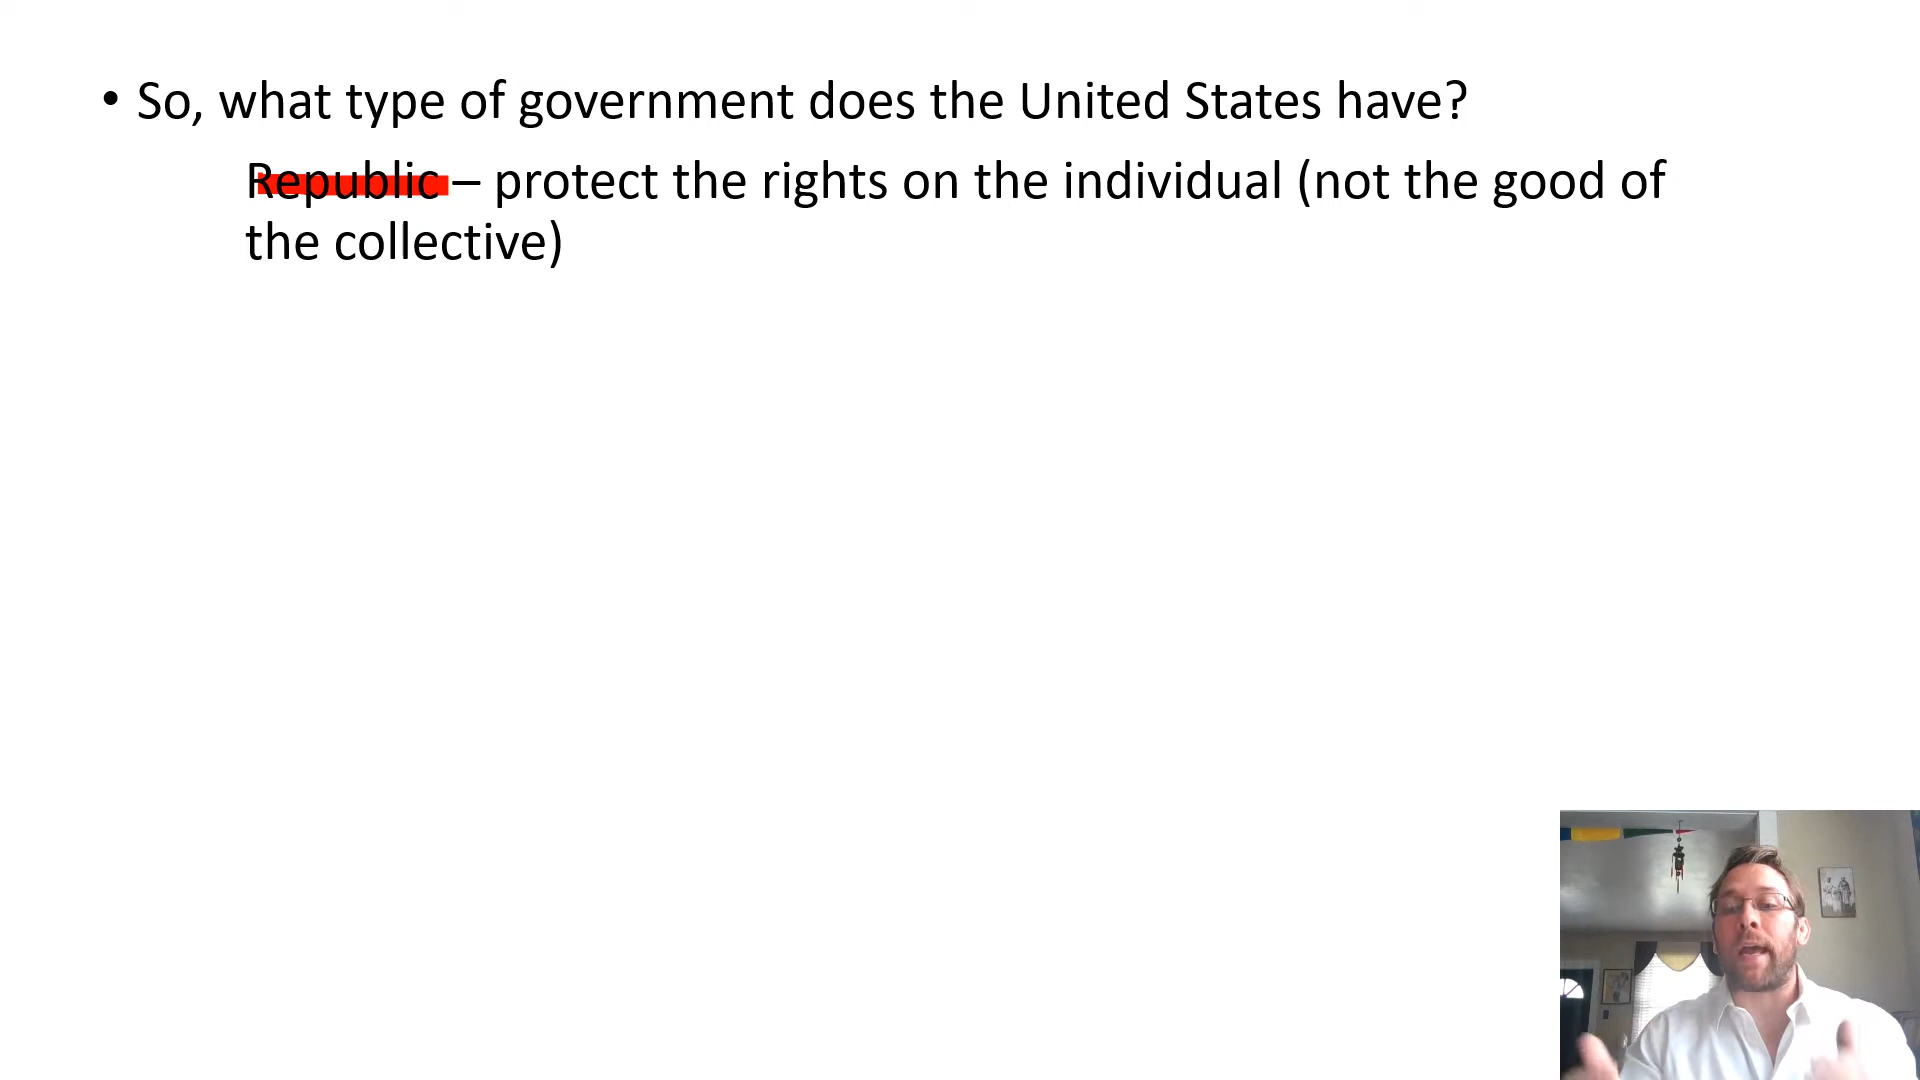 • So, what type of government does the United States have?
Republic – protect the rights on the individual (not the good of
the collective)